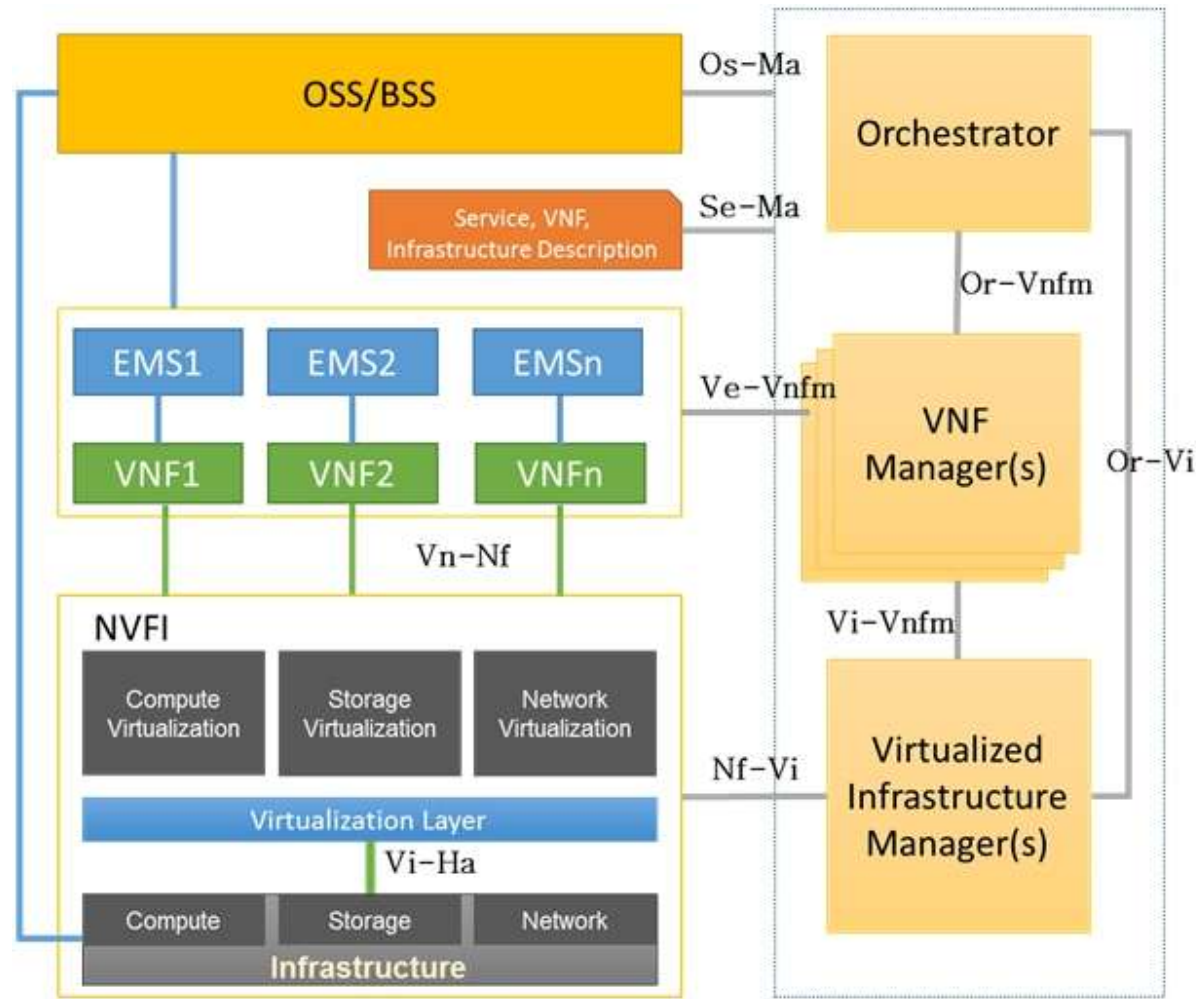 OSS/BSS
Os-Ma
Orchestrator
Service, VNF,
Infrastructure Description
Se-Ma
Or-Vnfm
EMS1
EMS2
EMSn
Ve-Vnfm
VNF
Manager(s)
Or-Vi
VNF1
VNF2
VNFn
Vn-Nf
Vi-Vnfm
NVFI
Compute
Virtualization
Storage
Virtualization
Network
Virtualization
Nf-Vi
Virtualized
Infrastructure
Manager(s)
Virtualization Layer
Vi-Ha
Compute
Storage
Network
Infrastructure